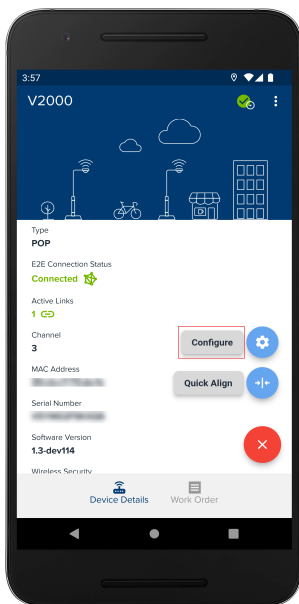 3:57
V2000
Type
POP
E2E Connection Status
Connected
Active Links
1
Channel
3
Configure
MAC Address
Quick Align
Serial Number
Software Version
1.3-dev114
Wireless Security
Device Details
Work Order